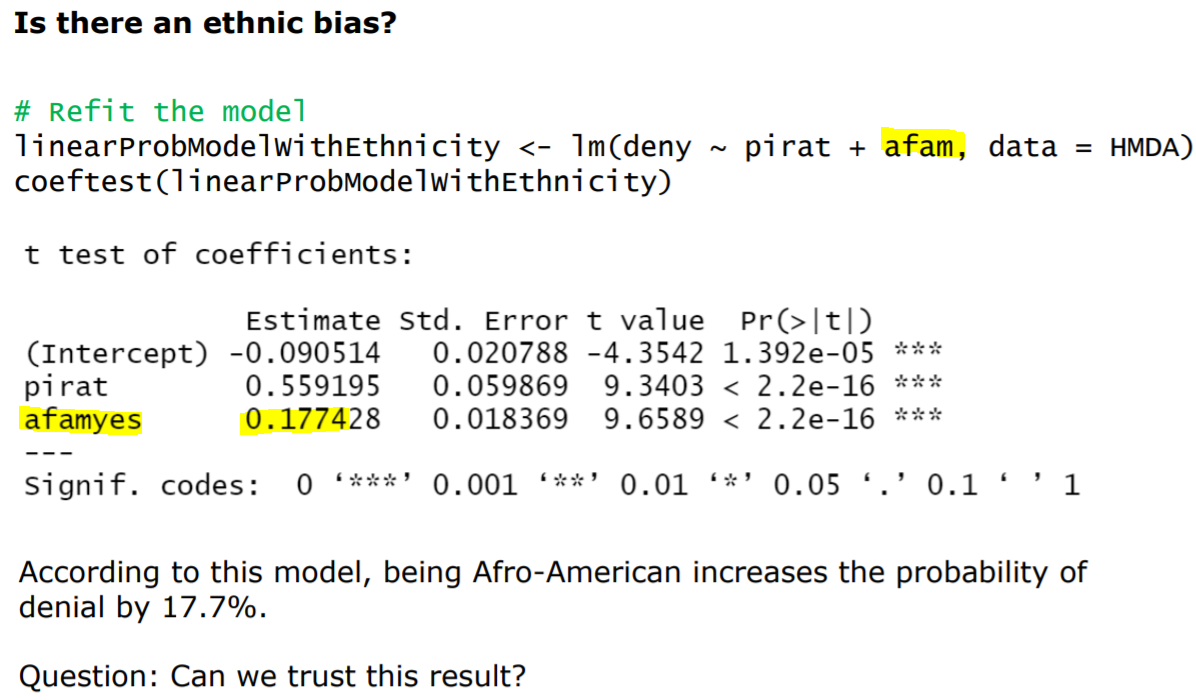 Is there an ethnic bias?
# Refit the model
linearProbModelWithEthnicity <- lm(deny ~ pirat + afam, data = HMDA)
coeftest(linearProbModelWithEthnicity)
t test of coefficients:
Estimate Std. Error t value Pr(>|t|)
(Intercept) -0.090514 0.020788 -4.3542 1.392e-05 ***
pirat 0.559195 0.059869 9.3403 < 2.2e-16 ***
afamyes 0.177428 0.018369 9.6589 < 2.2e-16 ***
---
Signif. codes: 0 ‘***’ 0.001 ‘**’ 0.01 ‘*’ 0.05 ‘.’ 0.1 ‘ ’ 1
According to this model, being Afro-American increases the probability of
denial by 17.7%.
Question: Can we trust this result?